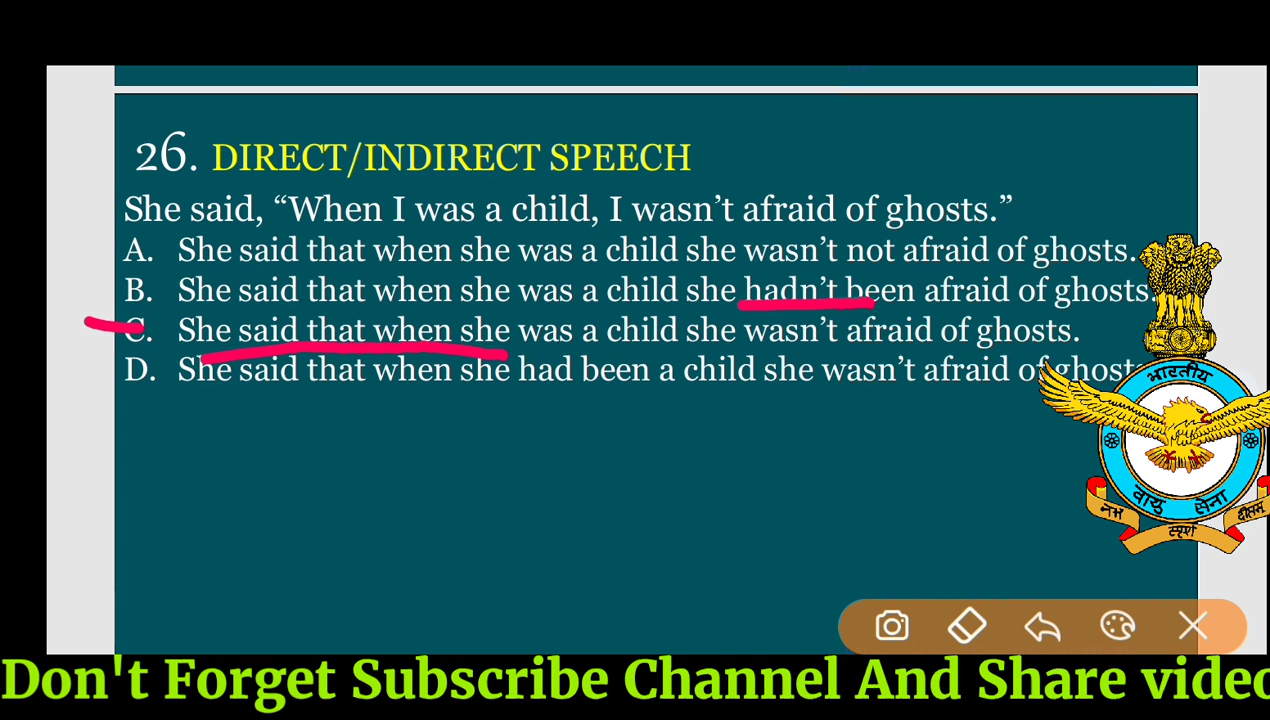 26. DIRECT/INDIRECT SPEECH
She said, “When I was a child, I wasn’t afraid of ghosts.”
A. She said that when she was a child she wasn’t not afraid of ghosts.
B. She said that when she was a child she hadn’t been afraid of ghosts.
C. She said that when she was a child she wasn’t afraid of ghosts.
D. She said that when she had been a child she wasn’t afraid of ghosts
भारतीय
वायु सेना
नभ स्पृशं दीप्तम्
Don't Forget Subscribe Channel And Share video